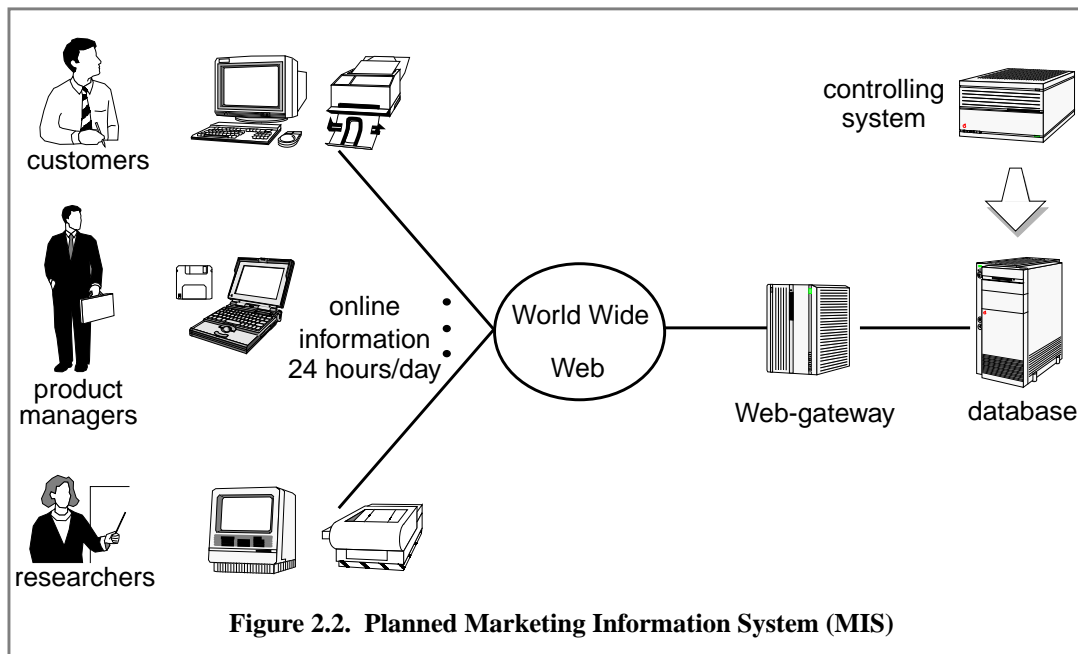 customers
controlling
system
product
managers
online
information
24 hours/day
World Wide
Web
Web-gateway
database
researchers
Figure 2.2. Planned Marketing Information System (MIS)